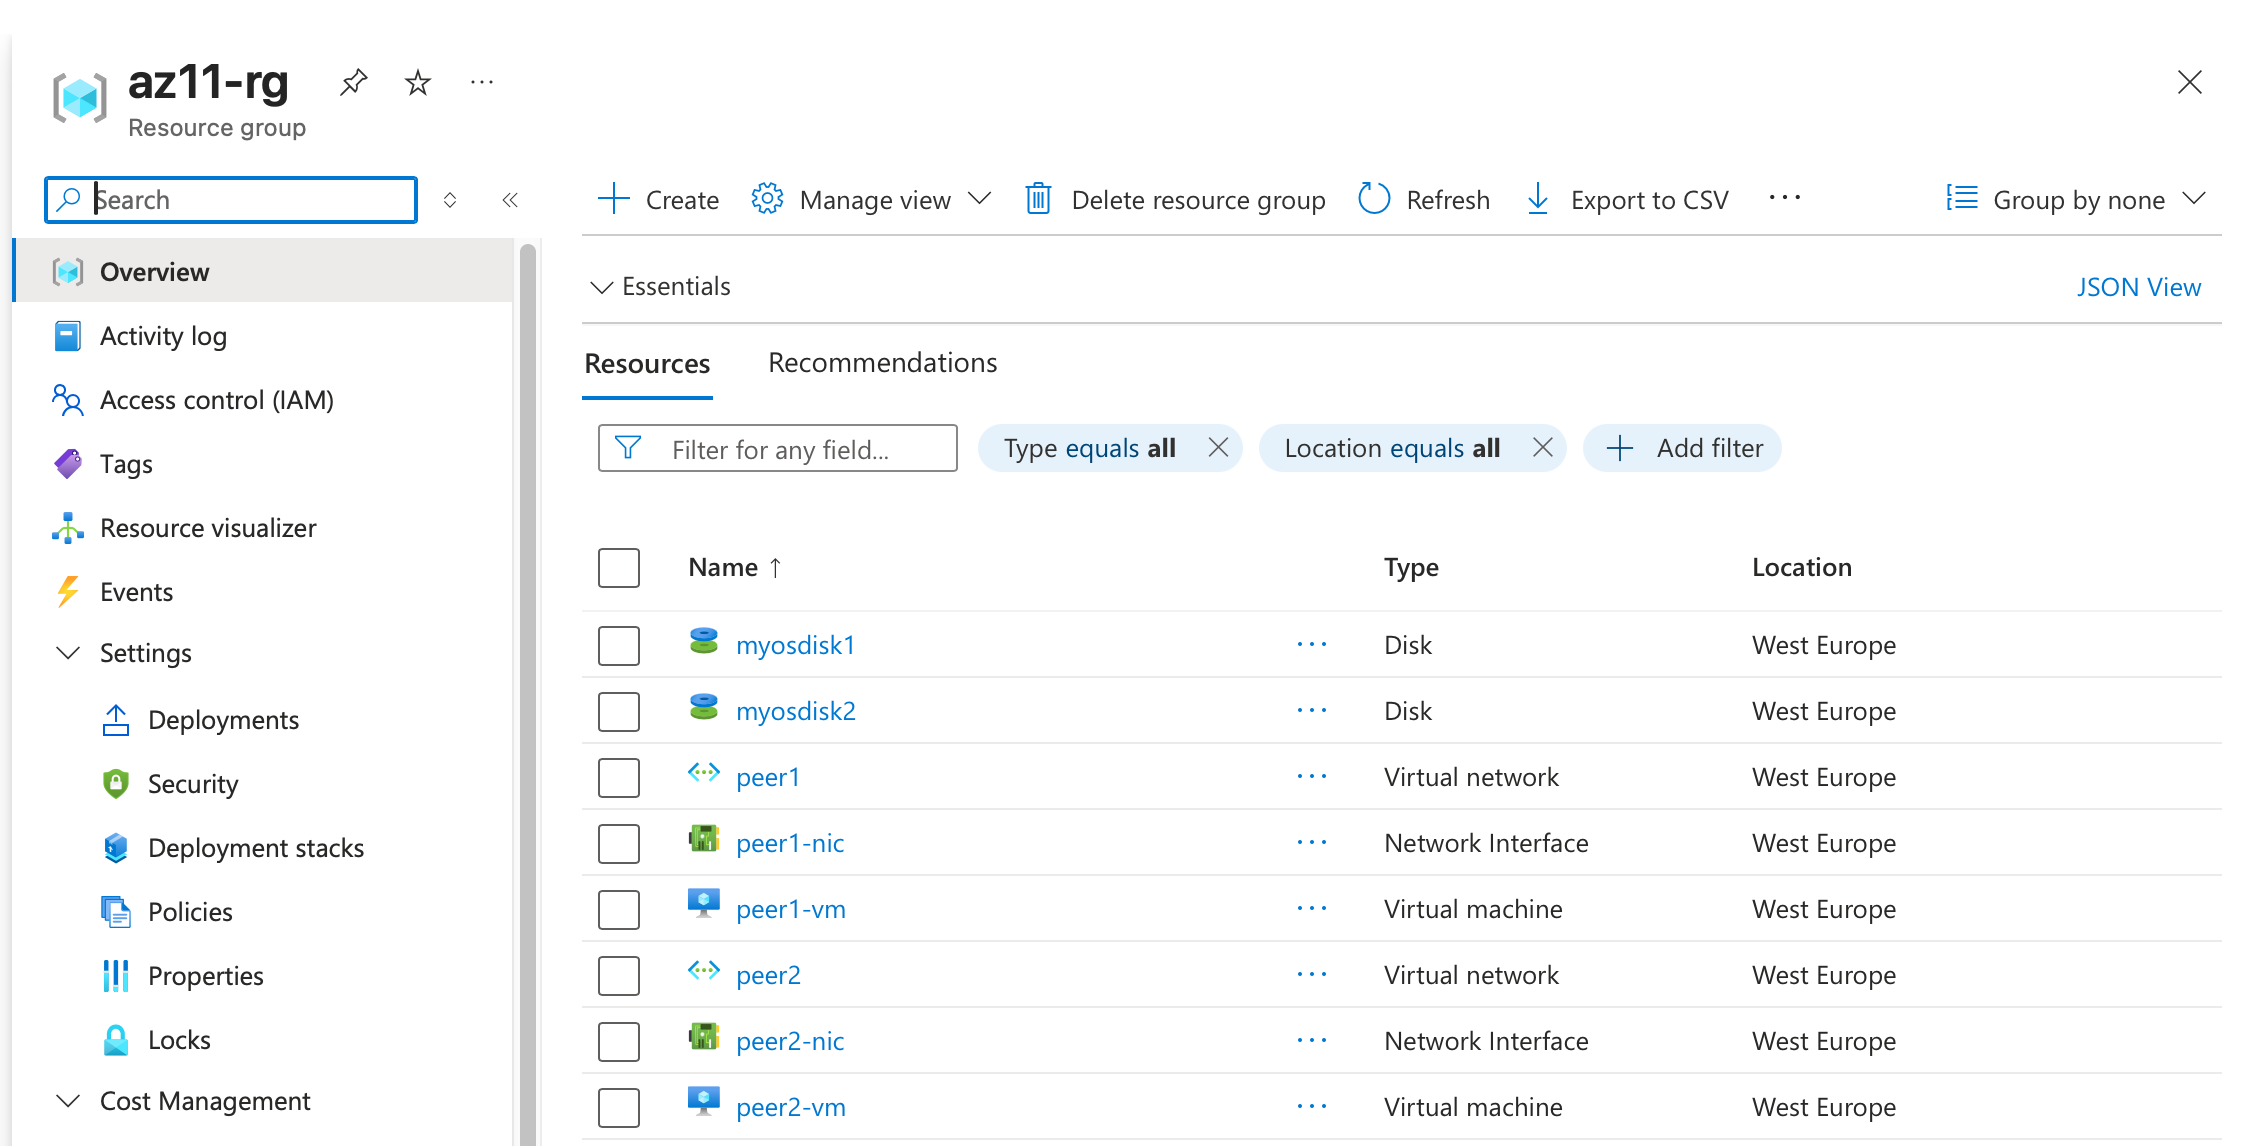 az11-rg
Resource group
Search
Overview
Activity log
Access control (IAM)
Tags
Resource visualizer
Events
Settings
Deployments
Security
Deployment stacks
Policies
Properties
Locks
Cost Management
Create Manage view Delete resource group Refresh Export to CSV Group by none
Essentials JSON View
Resources Recommendations
Filter for any field... Type equals all Location equals all Add filter
Name ↑ Type Location
myosdisk1 Disk West Europe
myosdisk2 Disk West Europe
peer1 Virtual network West Europe
peer1-nic Network Interface West Europe
peer1-vm Virtual machine West Europe
peer2 Virtual network West Europe
peer2-nic Network Interface West Europe
peer2-vm Virtual machine West Europe